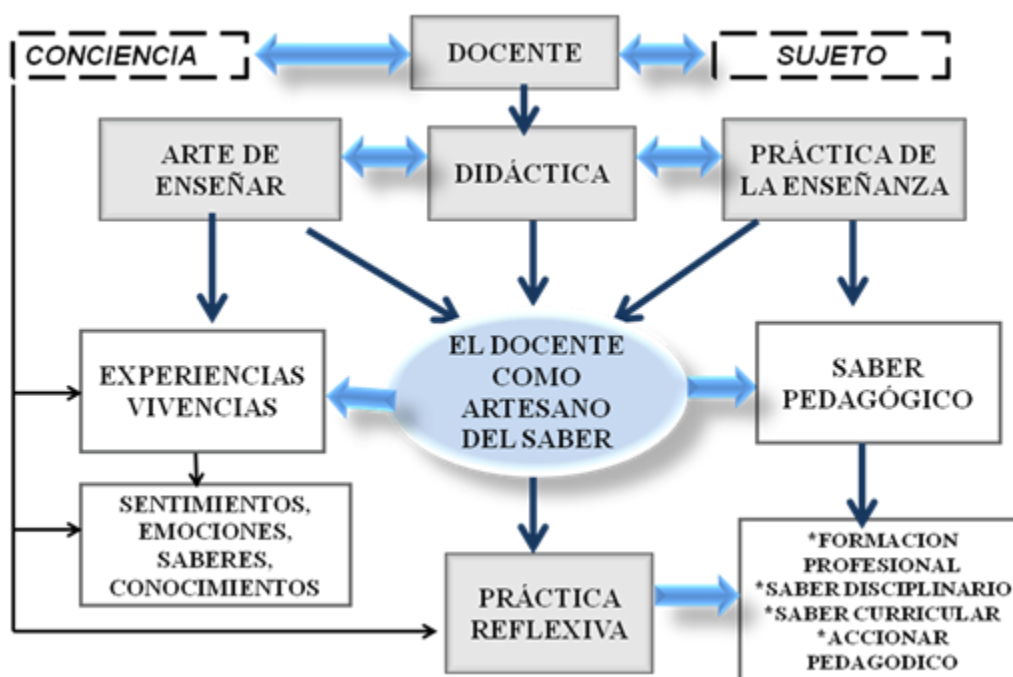 CONCIENCIA
DOCENTE
SUJETO
ARTE DE
ENSEÑAR
DIDÁCTICA
PRÁCTICA DE
LA ENSEÑANZA
EXPERIENCIAS
VIVENCIAS
EL DOCENTE
COMO
ARTESANO
DEL SABER
SABER
PEDAGÓGICO
SENTIMIENTOS,
EMOCIONES,
SABERES,
CONOCIMIENTOS
PRÁCTICA
REFLEXIVA
*FORMACION
PROFESIONAL
*SABER DISCIPLINARIO
*SABER CURRICULAR
*ACCIONAR
PEDAGODICO